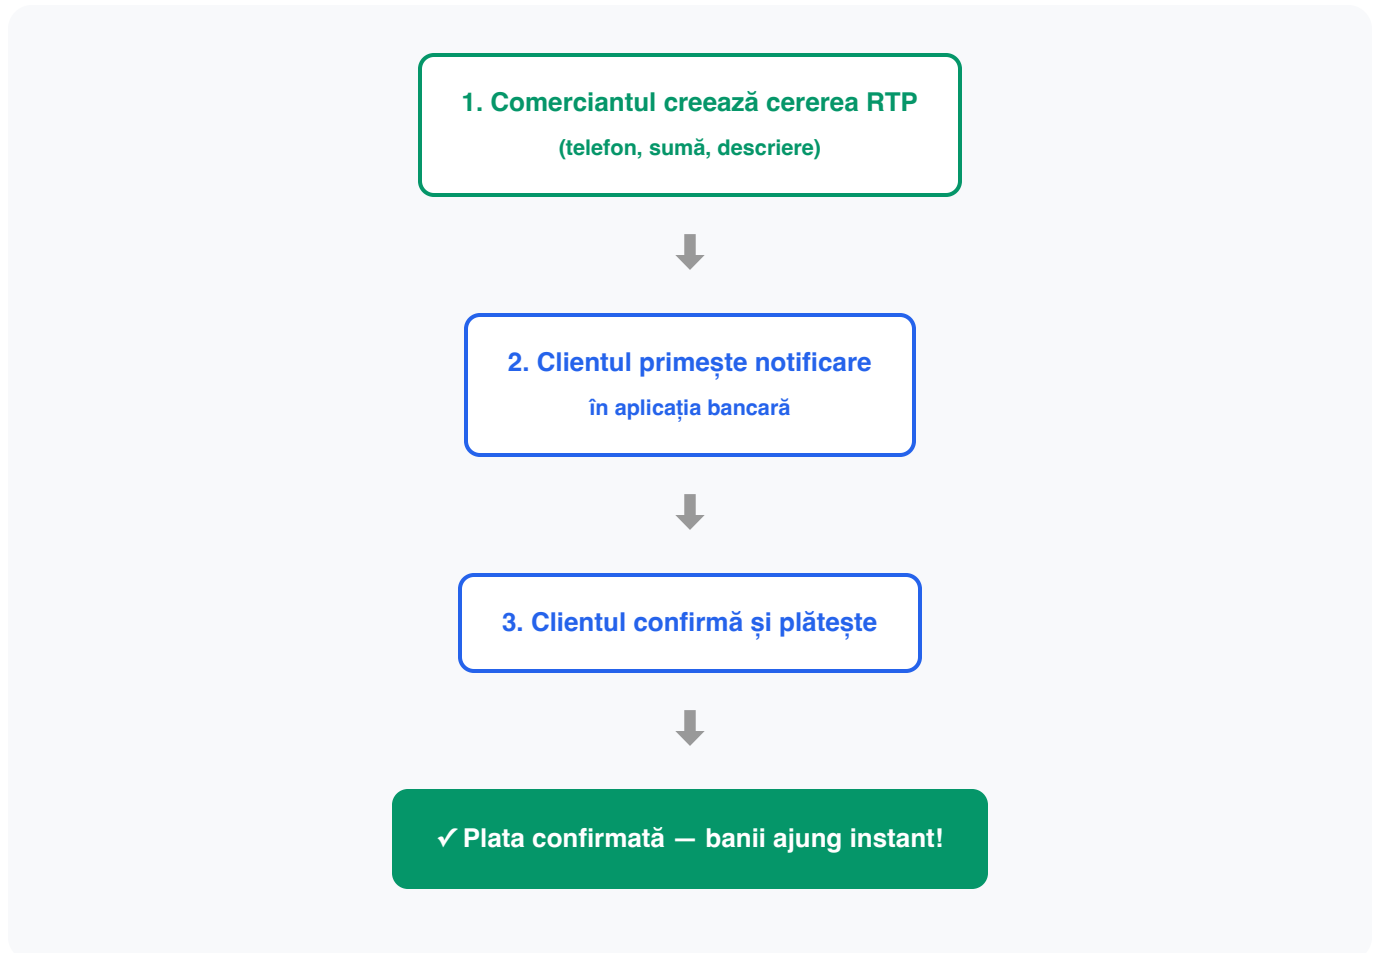 1. Comerciantul creează cererea RTP
(telefon, sumă, descriere)
2. Clientul primește notificare
în aplicația bancară
3. Clientul confirmă și plătește
✓ Plata confirmată — banii ajung instant!